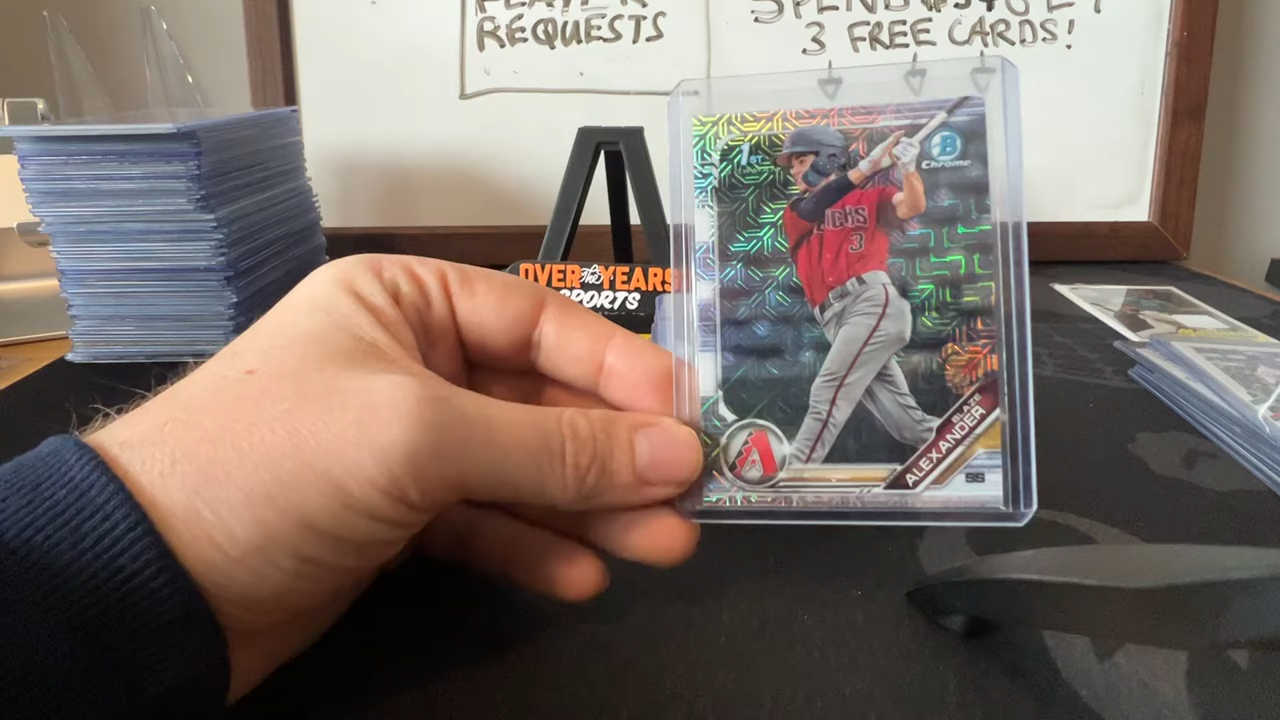 REQUESTS
3 FREE CARDS!
1ST
B
Chrome
3
OVER the YEARS
SPORTS
BLAZE
ALEXANDER
SS